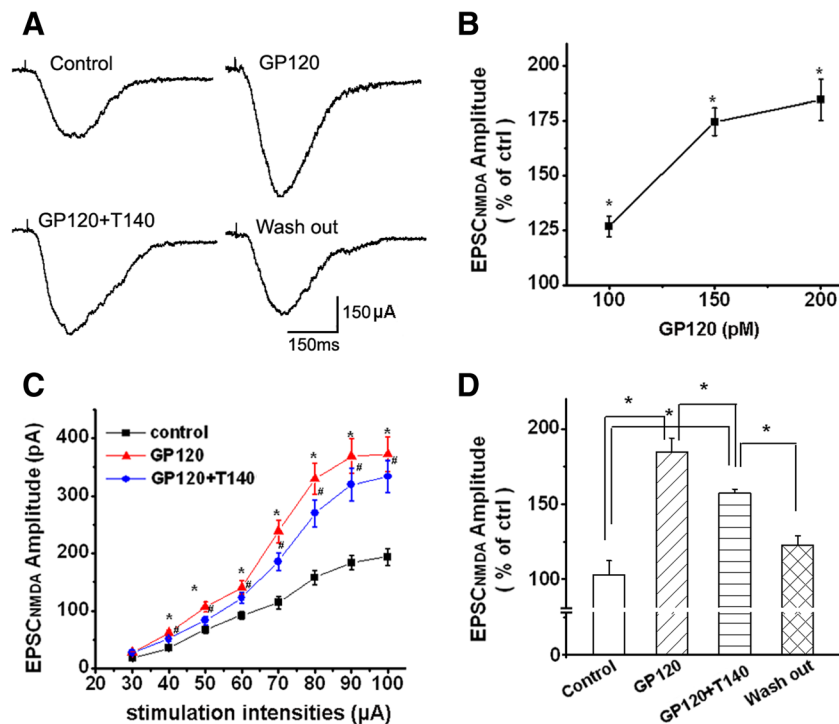 A
Control
GP120
GP120+T140
Wash out
150 µA
150ms
B
EPSCNMDA Amplitude
( % of ctrl )
200
175
150
125
100
* * *
100 150 200
GP120 (pM)
C
EPSCNMDA Amplitude (pA)
400
300
200
100
0
control
GP120
GP120+T140
* * * * * * *
# # # # # # #
20 30 40 50 60 70 80 90 100
stimulation intensities (µA)
D
EPSCNMDA Amplitude
( % of ctrl )
200
150
100
0
* * * *
Control
GP120
GP120+T140
Wash out